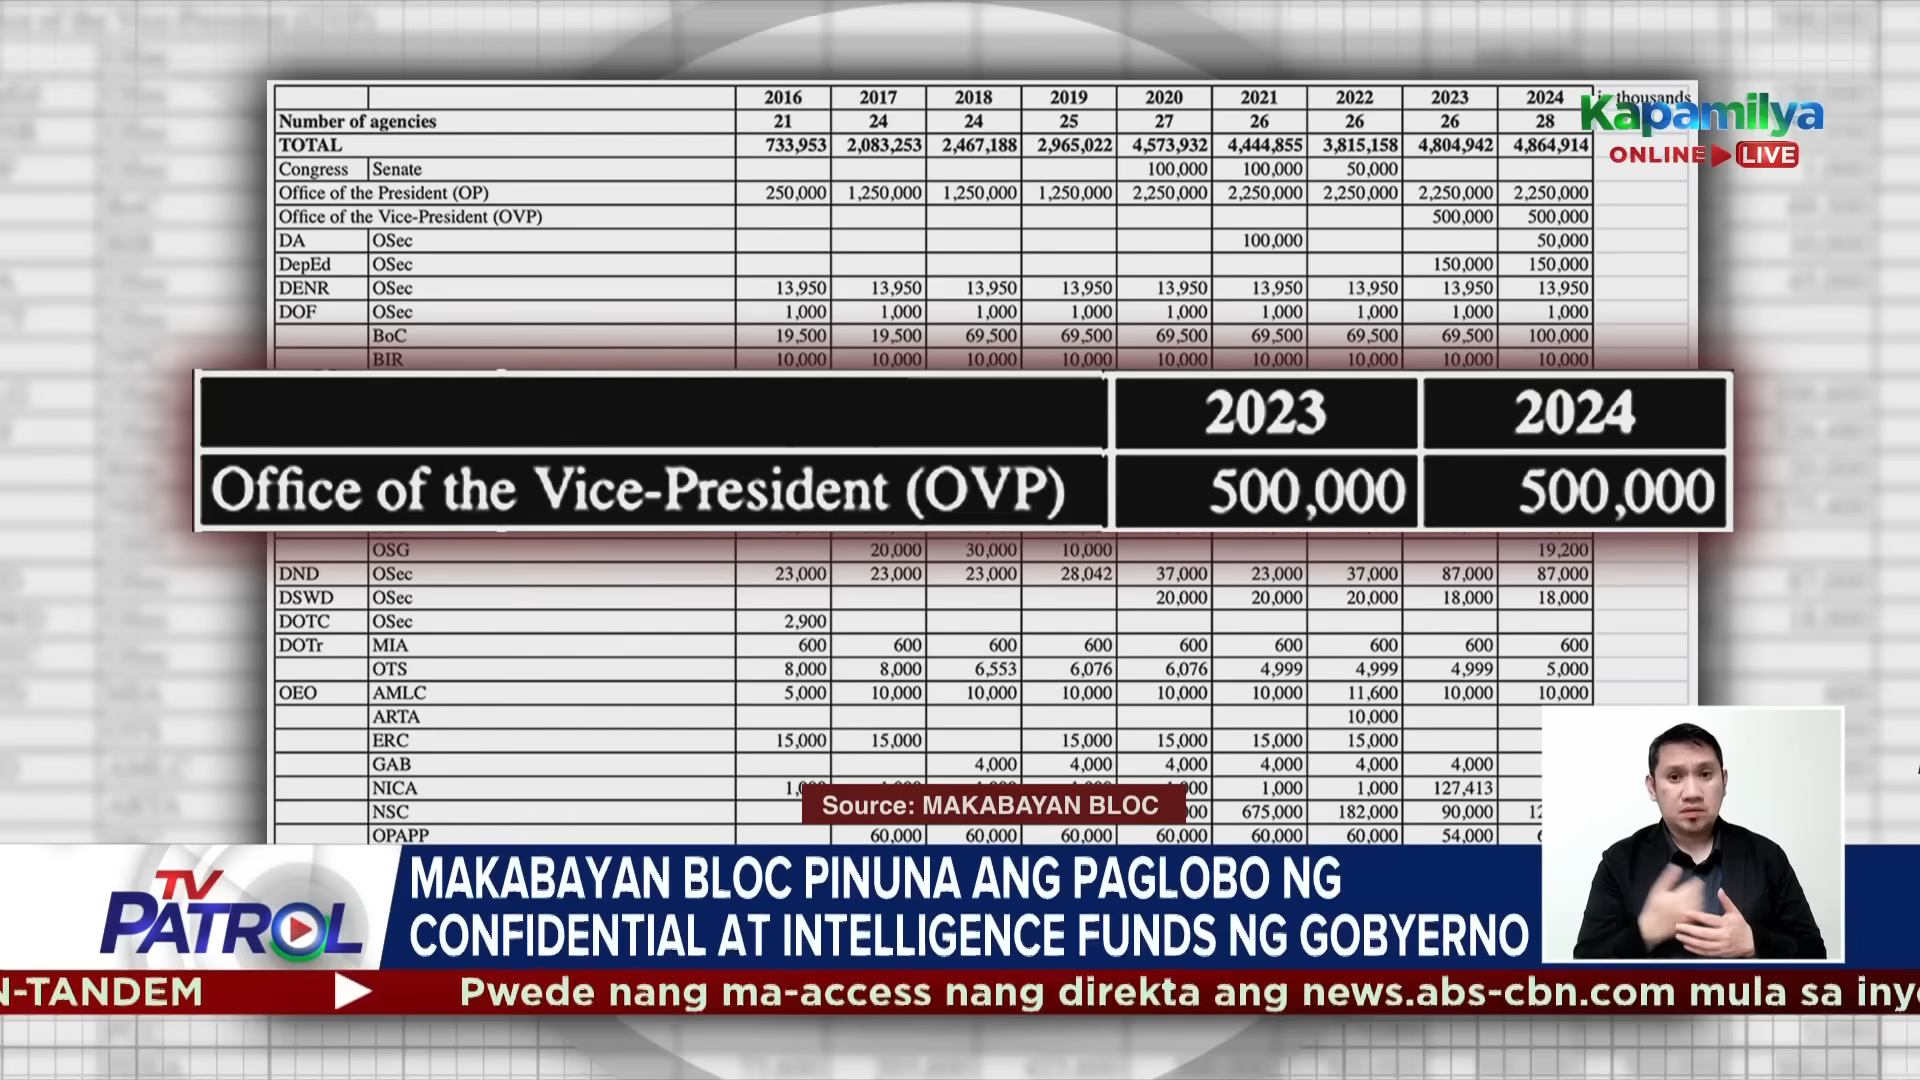 2016 2017 2018 2019 2020 2021 2022 2023 2024 thousands
Number of agencies 21 24 24 25 27 26 26 26 28
TOTAL 733,953 2,083,253 2,467,188 2,965,022 4,573,932 4,444,855 3,815,158 4,804,942 4,864,914
Congress Senate 100,000 100,000 50,000
Office of the President (OP) 250,000 1,250,000 1,250,000 1,250,000 2,250,000 2,250,000 2,250,000 2,250,000 2,250,000
Office of the Vice-President (OVP) 500,000 500,000
DA OSec 100,000 50,000
DepEd OSec 150,000 150,000
DENR OSec 13,950 13,950 13,950 13,950 13,950 13,950 13,950 13,950 13,950
DOF OSec 1,000 1,000 1,000 1,000 1,000 1,000 1,000 1,000 1,000
BoC 19,500 19,500 69,500 69,500 69,500 69,500 69,500 69,500 100,000
BIR 10,000 10,000 10,000 10,000 10,000 10,000 10,000 10,000 10,000
Kapamilya
ONLINE LIVE
2023 2024
Office of the Vice-President (OVP) 500,000 500,000
OSG 20,000 30,000 10,000 19,200
DND OSec 23,000 23,000 23,000 28,042 37,000 23,000 37,000 87,000 87,000
DSWD OSec 20,000 20,000 20,000 18,000 18,000
DOTC OSec 2,900
DOTr MIA 600 600 600 600 600 600 600 600 600
OTS 8,000 8,000 6,553 6,076 6,076 4,999 4,999 4,999 5,000
OEO AMLC 5,000 10,000 10,000 10,000 10,000 10,000 11,600 10,000 10,000
ARTA 10,000
ERC 15,000 15,000 15,000 15,000 15,000 15,000
GAB 4,000 4,000 4,000 4,000 4,000 4,000
NICA 1,000 1,000 127,413
NSC 675,000 182,000 90,000
OPAPP 60,000 60,000 60,000 60,000 60,000 60,000 54,000
Source: MAKABAYAN BLOC
TV PATROL
MAKABAYAN BLOC PINUNA ANG PAGLOBO NG
CONFIDENTIAL AT INTELLIGENCE FUNDS NG GOBYERNO
N-TANDEM Pwede nang ma-access nang direkta ang news.abs-cbn.com mula sa iny